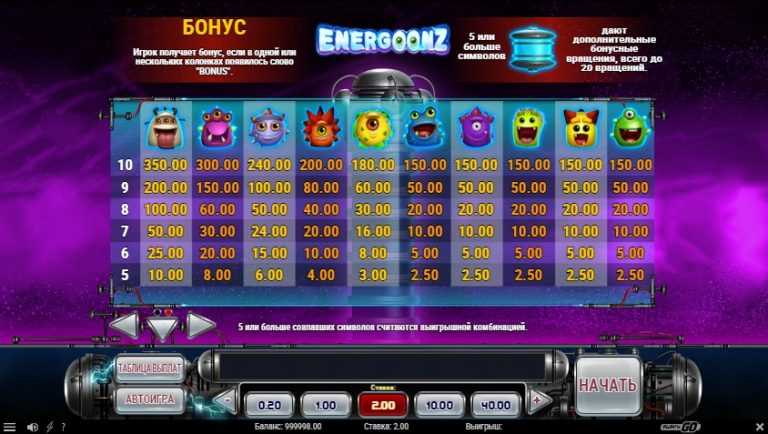 БОНУС
Игрок получает бонус, если в одной или
нескольких колонках появилось слово
"BONUS".
ENERGOONZ
5 или
больше
символов
дают
дополнительные
бонусные
вращения, всего до
20 вращений.
10 350.00 300.00 240.00 200.00 180.00 150.00 150.00 150.00 150.00 150.00
9 200.00 150.00 100.00 80.00 60.00 50.00 50.00 50.00 50.00 50.00
8 100.00 60.00 50.00 40.00 30.00 20.00 20.00 20.00 20.00 20.00
7 50.00 30.00 24.00 20.00 16.00 10.00 10.00 10.00 10.00 10.00
6 25.00 20.00 15.00 10.00 8.00 5.00 5.00 5.00 5.00 5.00
5 10.00 8.00 6.00 4.00 3.00 2.50 2.50 2.50 2.50 2.50
5 или больше совпавших символов считаются выигрышной комбинацией.
ТАБЛИЦА ВЫПЛАТ
АВТОИГРА
Ставка:
- 0.20 1.00 2.00 10.00 40.00 +
НАЧАТЬ
? Баланс: 999998.00 Ставка: 2.00 Выигрыш: PLAY'N GO